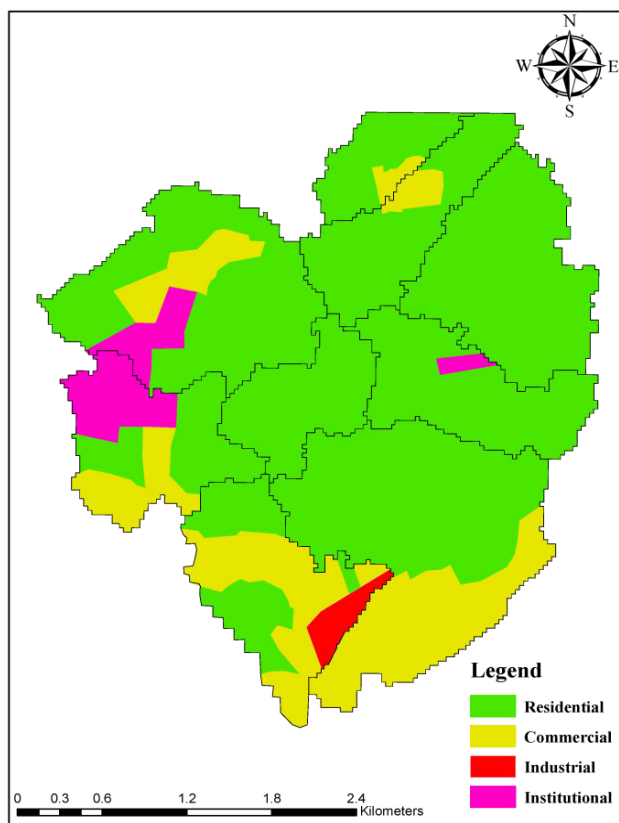 N
W E
S
Legend
Residential
Commercial
Industrial
Institutional
0 0.3 0.6 1.2 1.8 2.4
Kilometers